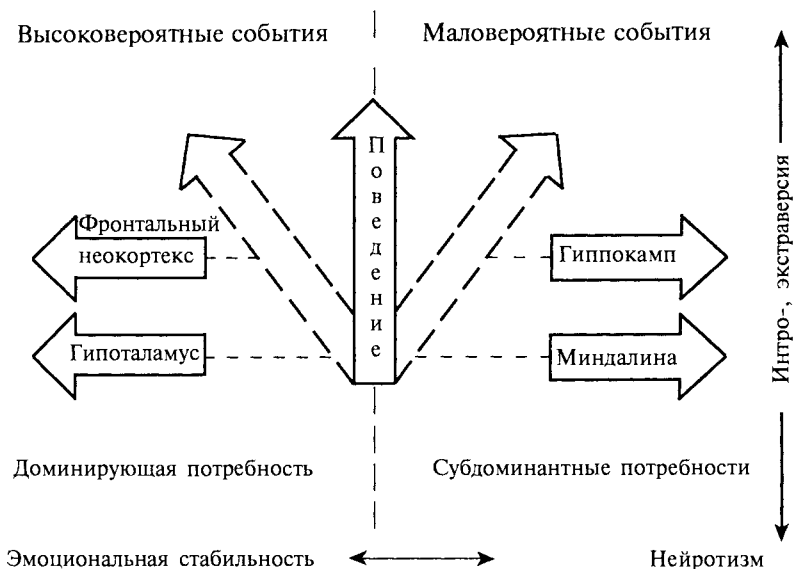 Высоковероятные события
Маловероятные события
Поведение
Фронтальный
неокортекс
Гиппокамп
Гипоталамус
Миндалина
Интро-, экстраверсия
Доминирующая потребность
Субдоминантные потребности
Эмоциональная стабильность
Нейротизм